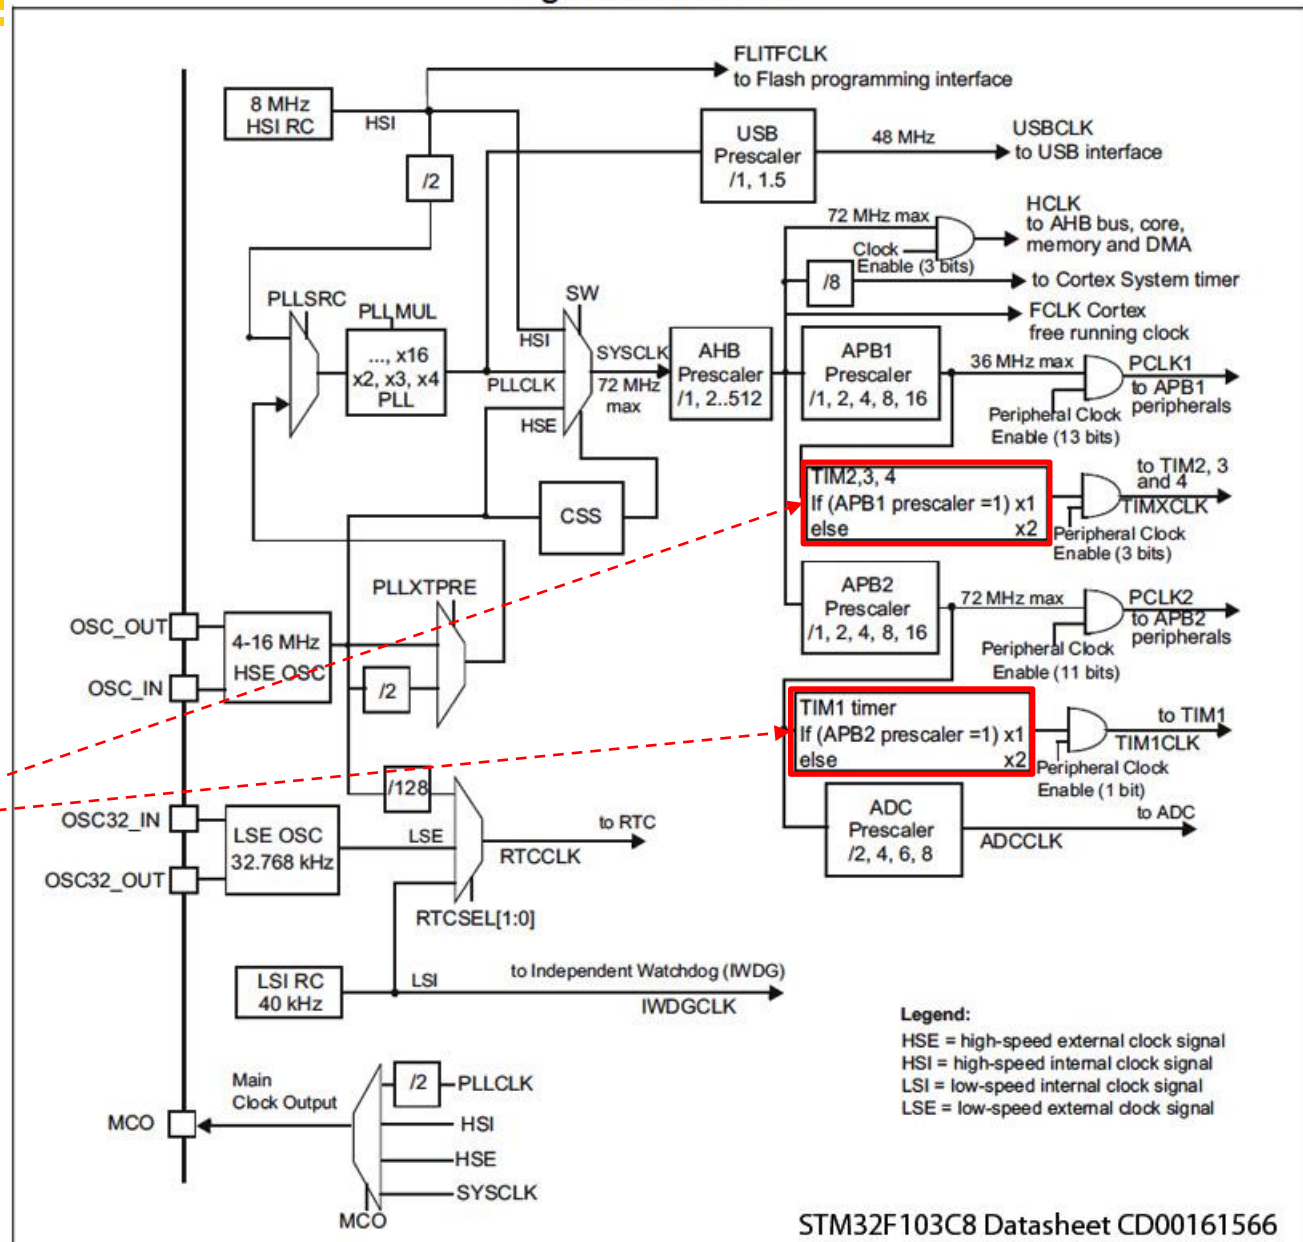 FLITFCLK
to Flash programming interface
8 MHz
HSI RC
HSI
/2
USB
Prescaler
/1, 1.5
48 MHz
USBCLK
to USB interface
72 MHz max
Clock
Enable (3 bits)
HCLK
to AHB bus, core,
memory and DMA
/8
to Cortex System timer
FCLK Cortex
free running clock
PLLSRC
PLLMUL
..., x16
x2, x3, x4
PLL
SW
HSI
PLLCLK
HSE
SYSCLK
72 MHz
max
AHB
Prescaler
/1, 2..512
APB1
Prescaler
/1, 2, 4, 8, 16
36 MHz max
PCLK1
to APB1
peripherals
Peripheral Clock
Enable (13 bits)
TIM2,3, 4
If (APB1 prescaler =1) x1
else x2
to TIM2, 3
and 4
TIMXCLK
Peripheral Clock
Enable (3 bits)
CSS
PLLXTPRE
OSC_OUT
OSC_IN
4-16 MHz
HSE OSC
/2
APB2
Prescaler
/1, 2, 4, 8, 16
72 MHz max
PCLK2
to APB2
peripherals
Peripheral Clock
Enable (11 bits)
TIM1 timer
If (APB2 prescaler =1) x1
else x2
to TIM1
TIM1CLK
Peripheral Clock
Enable (1 bit)
/128
OSC32_IN
OSC32_OUT
LSE OSC
32.768 kHz
LSE
to RTC
RTCCLK
RTCSEL[1:0]
ADC
Prescaler
/2, 4, 6, 8
to ADC
ADCCLK
LSI RC
40 kHz
LSI
to Independent Watchdog (IWDG)
IWDGCLK
Legend:
HSE = high-speed external clock signal
HSI = high-speed internal clock signal
LSI = low-speed internal clock signal
LSE = low-speed external clock signal
Main
Clock Output
MCO
/2
PLLCLK
HSI
HSE
SYSCLK
MCO
STM32F103C8 Datasheet CD00161566